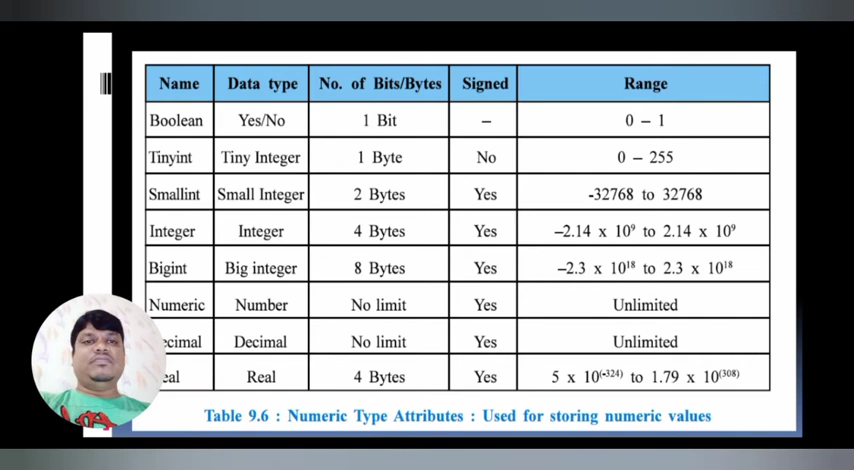 Name Data type No. of Bits/Bytes Signed Range
Boolean Yes/No 1 Bit – 0 – 1
Tinyint Tiny Integer 1 Byte No 0 – 255
Smallint Small Integer 2 Bytes Yes -32768 to 32768
Integer Integer 4 Bytes Yes –2.14 x 10⁹ to 2.14 x 10⁹
Bigint Big integer 8 Bytes Yes –2.3 x 10¹⁸ to 2.3 x 10¹⁸
Numeric Number No limit Yes Unlimited
ecimal Decimal No limit Yes Unlimited
eal Real 4 Bytes Yes 5 x 10⁽⁻³²⁴⁾ to 1.79 x 10⁽³⁰⁸⁾
Table 9.6 : Numeric Type Attributes : Used for storing numeric values